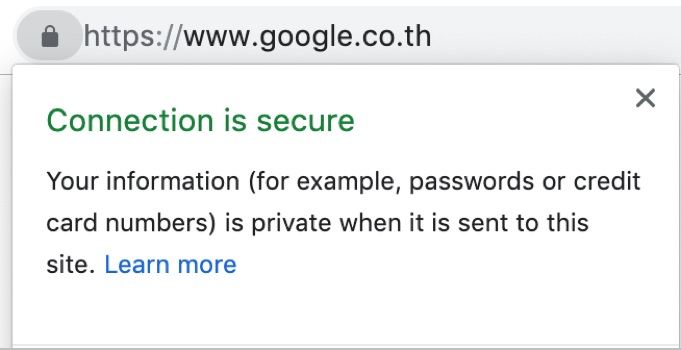 https://www.google.co.th
Connection is secure
Your information (for example, passwords or credit
card numbers) is private when it is sent to this
site. Learn more